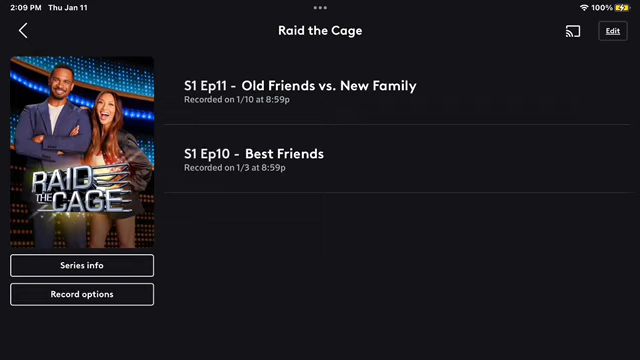 2:09 PM Thu Jan 11
100%
Raid the Cage
Edit
S1 Ep11 - Old Friends vs. New Family
Recorded on 1/10 at 8:59p
S1 Ep10 - Best Friends
Recorded on 1/3 at 8:59p
RAID
THE
CAGE
Series info
Record options